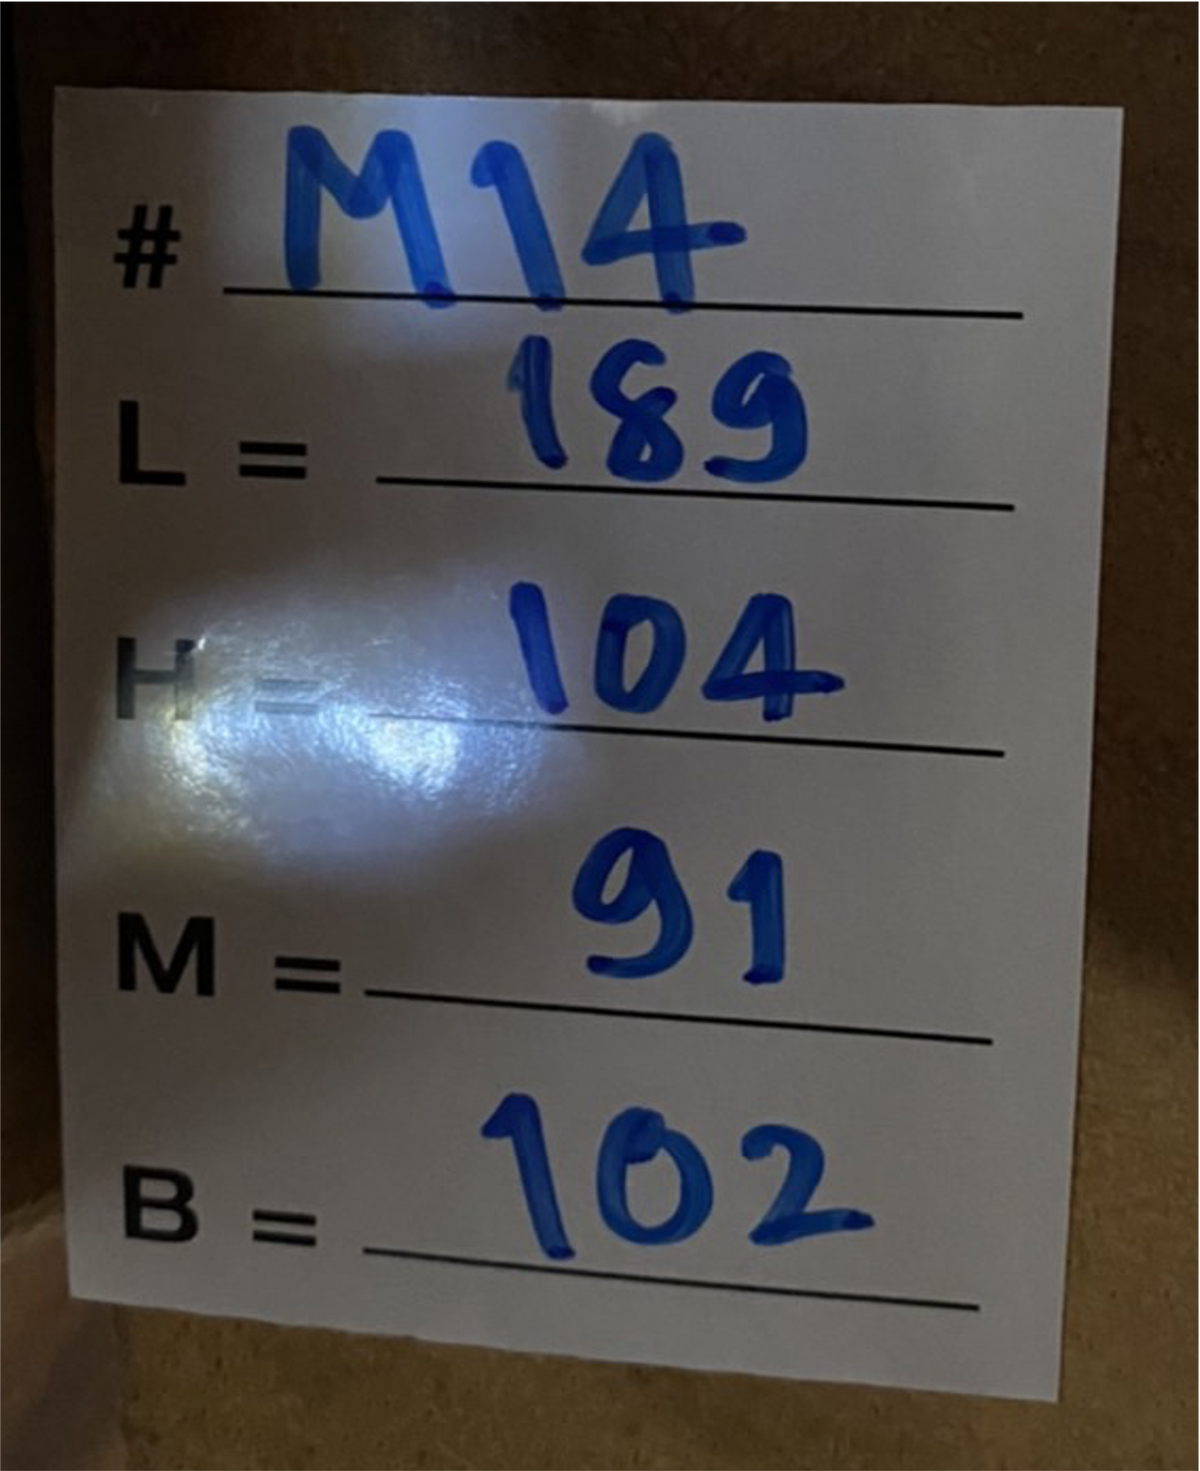 # M14
L = 189
H = 104
M = 91
B = 102